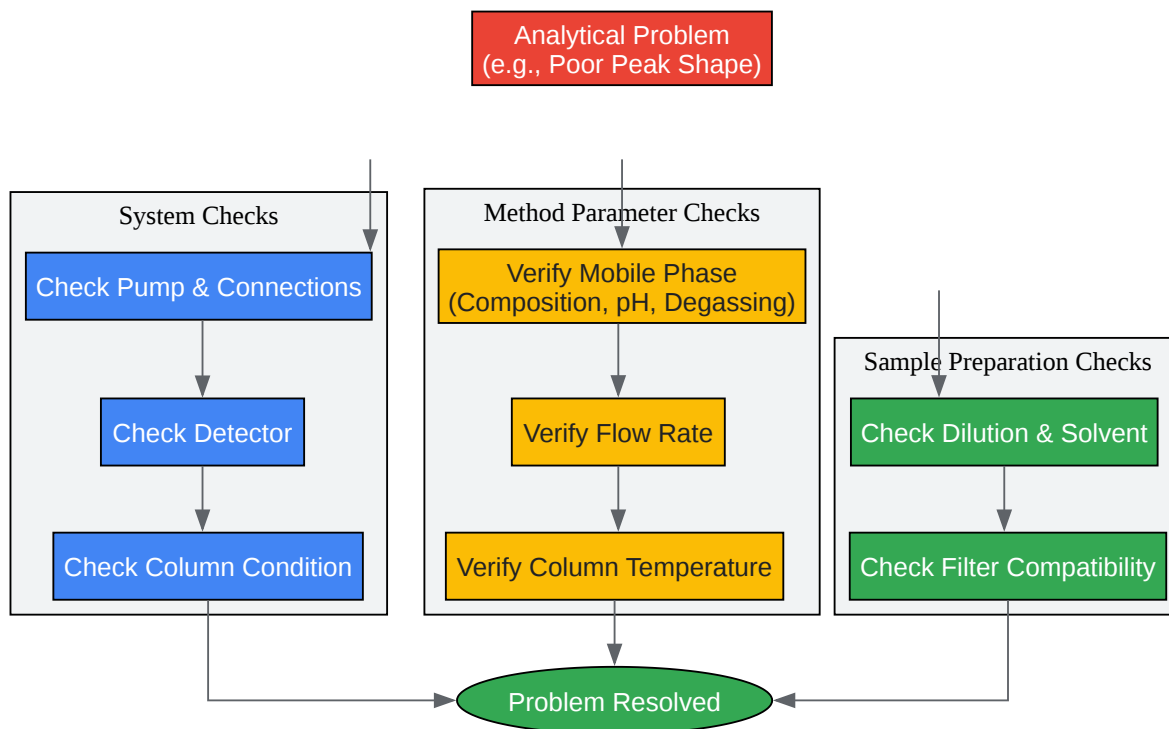 Analytical Problem
(e.g., Poor Peak Shape)
System Checks
Check Pump & Connections
Check Detector
Check Column Condition
Method Parameter Checks
Verify Mobile Phase
(Composition, pH, Degassing)
Verify Flow Rate
Verify Column Temperature
Sample Preparation Checks
Check Dilution & Solvent
Check Filter Compatibility
Problem Resolved